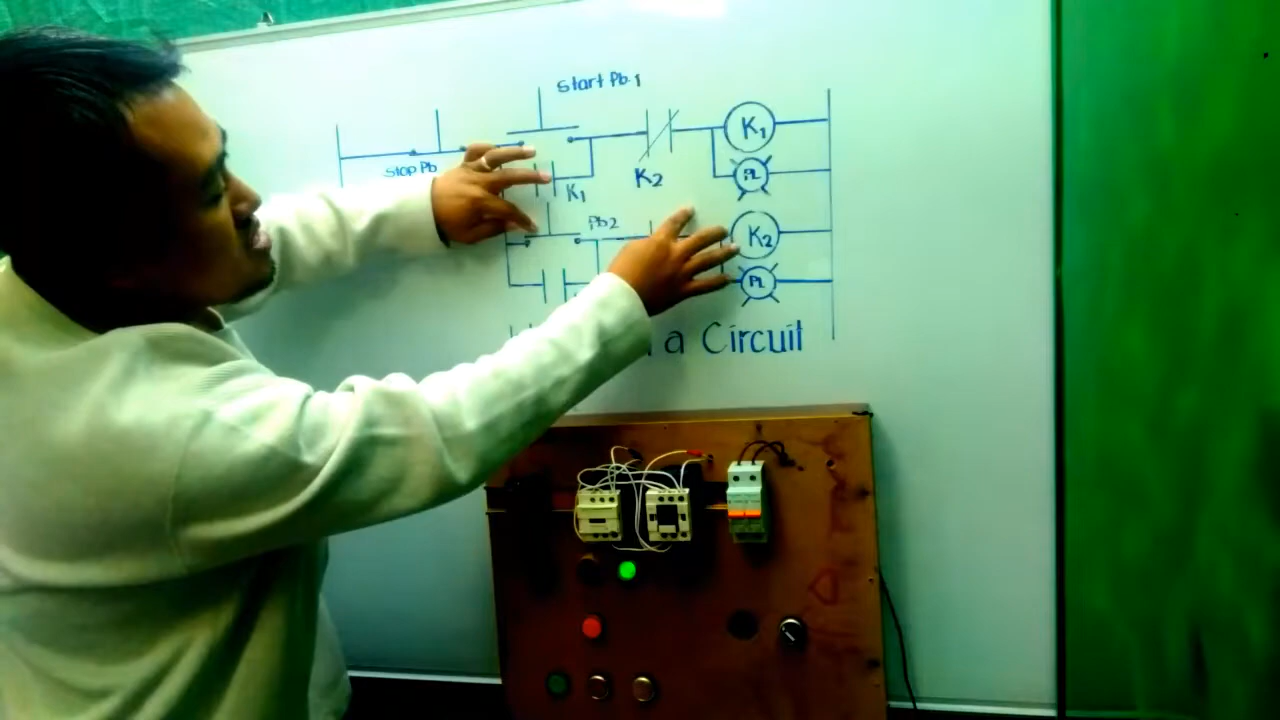 Start Pb.1
K1
Stop Pb
PL
K2
K1
Pb2
K2
PL
a Circuit